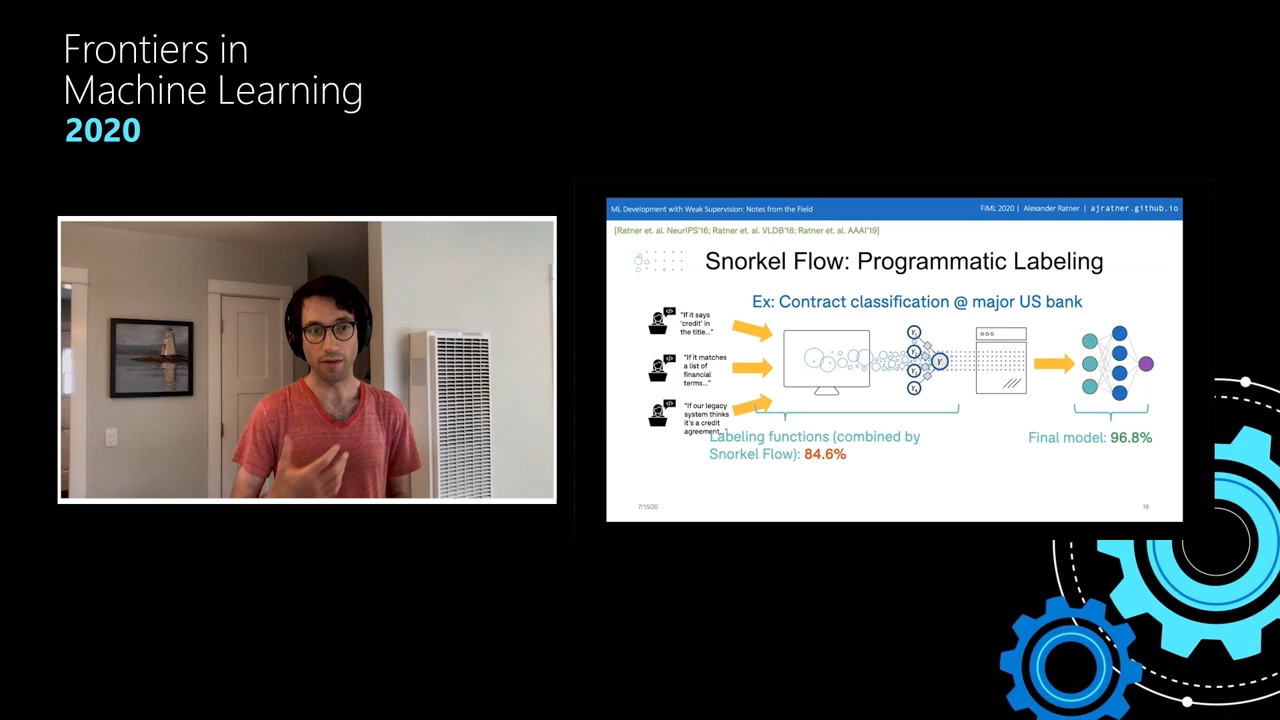 Frontiers in
Machine Learning
2020
ML Development with Weak Supervision: Notes from the Field
FiML 2020 | Alexander Ratner | ajratner.github.io
[Ratner et. al. NeurIPS'16; Ratner et. al. VLDB'18; Ratner et. al. AAAI'19]
Snorkel Flow: Programmatic Labeling
Ex: Contract classification @ major US bank
"If it says
'credit' in
the title..."
"If it matches
a list of
financial
terms..."
"If our legacy
system thinks
it's a credit
agreement..."
Labeling functions (combined by
Snorkel Flow): 84.6%
Final model: 96.8%
7/15/20
16